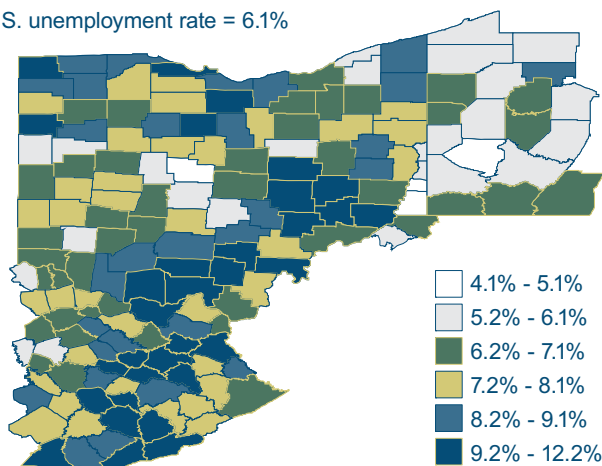 S. unemployment rate = 6.1%
4.1% - 5.1%
5.2% - 6.1%
6.2% - 7.1%
7.2% - 8.1%
8.2% - 9.1%
9.2% - 12.2%